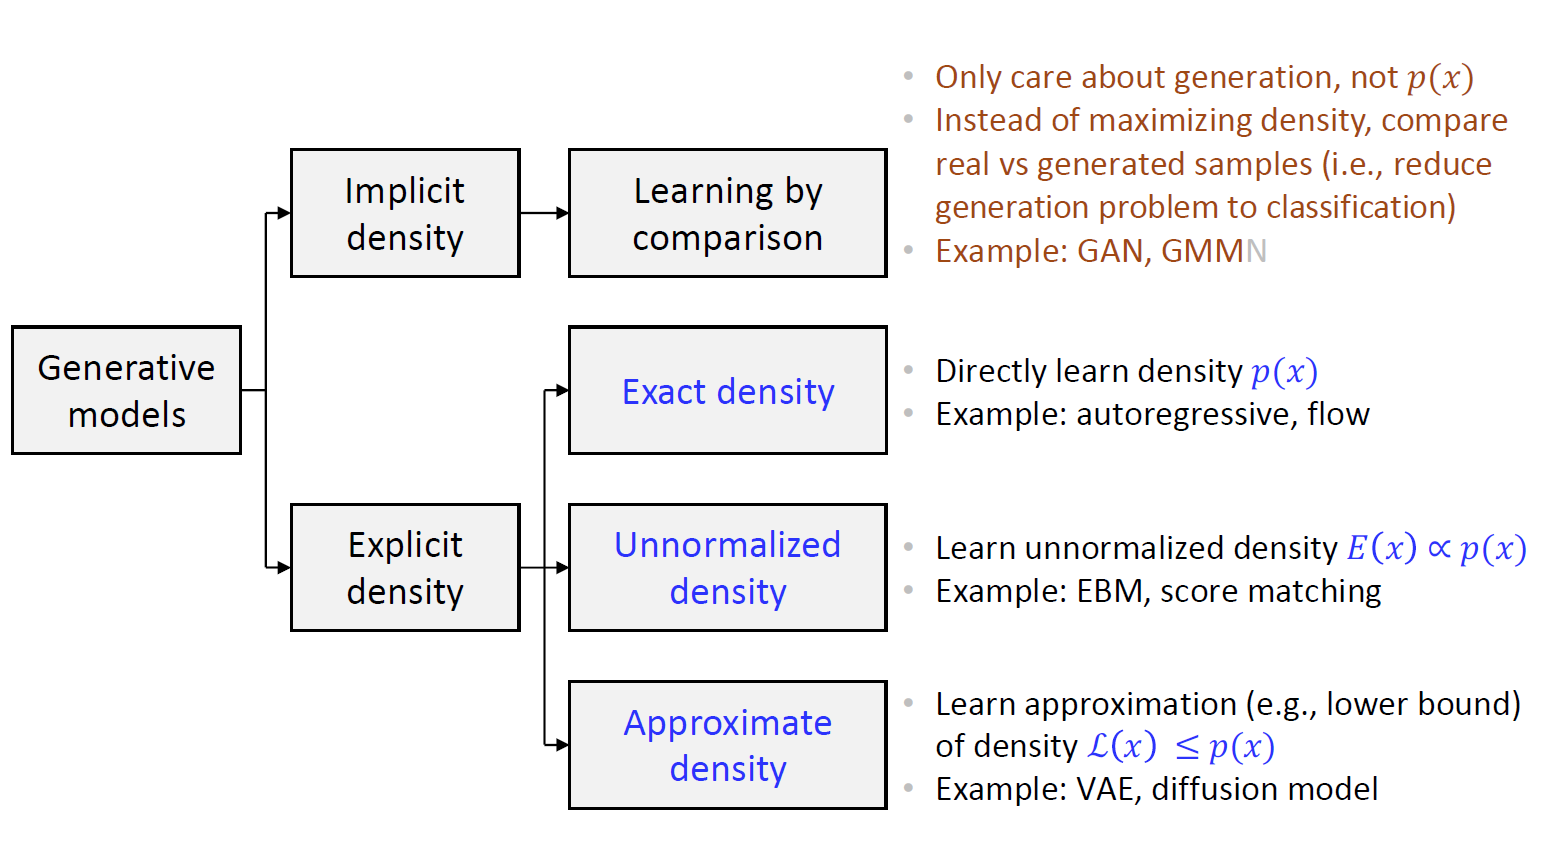 Generative
models
Implicit
density
Learning by
comparison
• Only care about generation, not p(x)
• Instead of maximizing density, compare
real vs generated samples (i.e., reduce
generation problem to classification)
• Example: GAN, GMMN
Explicit
density
Exact density
• Directly learn density p(x)
• Example: autoregressive, flow
Unnormalized
density
• Learn unnormalized density E(x) ∝ p(x)
• Example: EBM, score matching
Approximate
density
• Learn approximation (e.g., lower bound)
of density ℒ(x) ≤ p(x)
• Example: VAE, diffusion model